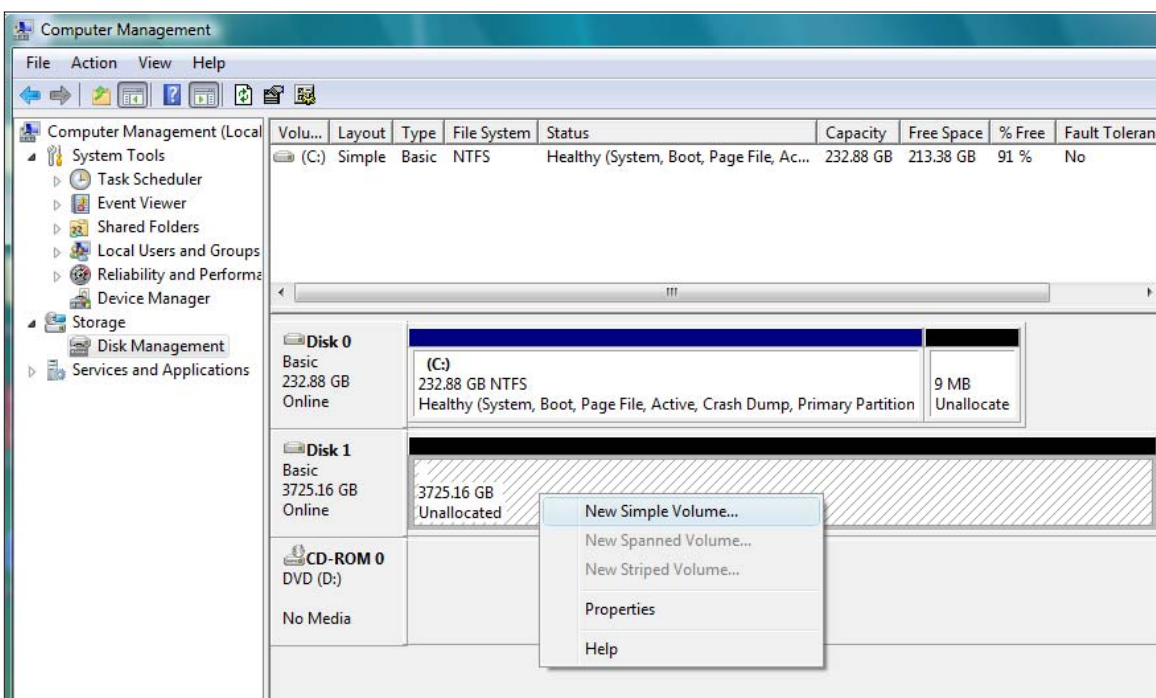 Computer Management
File Action View Help
Computer Management (Local
System Tools
Task Scheduler
Event Viewer
Shared Folders
Local Users and Groups
Reliability and Performa
Device Manager
Storage
Disk Management
Services and Applications
Volu... Layout Type File System Status Capacity Free Space % Free Fault Toleran
(C:) Simple Basic NTFS Healthy (System, Boot, Page File, Ac... 232.88 GB 213.38 GB 91 % No
Disk 0
Basic
232.88 GB
Online
(C:)
232.88 GB NTFS
Healthy (System, Boot, Page File, Active, Crash Dump, Primary Partition
9 MB
Unallocate
Disk 1
Basic
3725.16 GB
Online
3725.16 GB
Unallocated
New Simple Volume...
New Spanned Volume...
New Striped Volume...
Properties
Help
CD-ROM 0
DVD (D:)
No Media